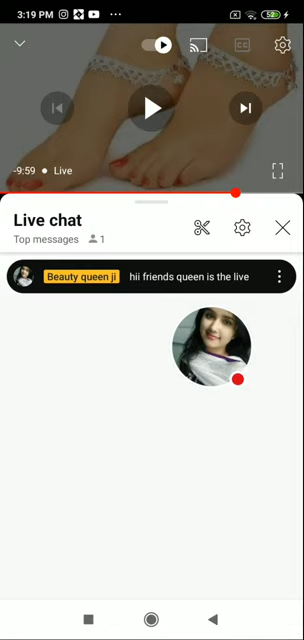 3:19 PM
52
CC
-9:59 • Live
Live chat
Top messages 1
Beauty queen ji hii friends queen is the live